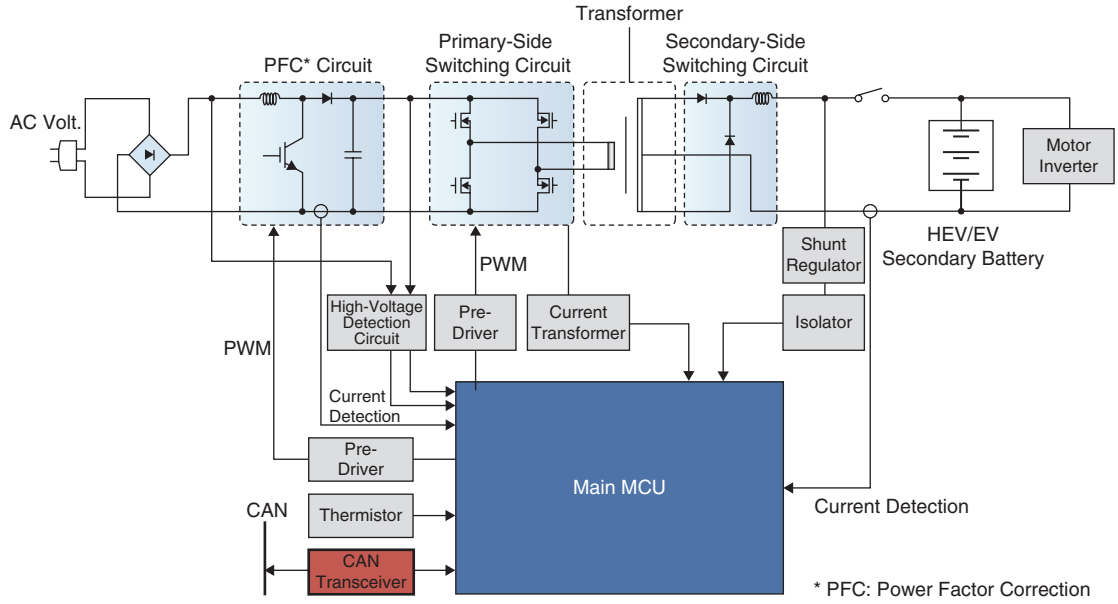 Transformer
PFC* Circuit
Primary-Side
Switching Circuit
Secondary-Side
Switching Circuit
AC Volt.
Motor
Inverter
HEV/EV
Secondary Battery
PWM
Shunt
Regulator
High-Voltage
Detection
Circuit
Pre-
Driver
Current
Transformer
Isolator
PWM
Current
Detection
Pre-
Driver
Main MCU
Current Detection
CAN
Thermistor
CAN
Transceiver
* PFC: Power Factor Correction